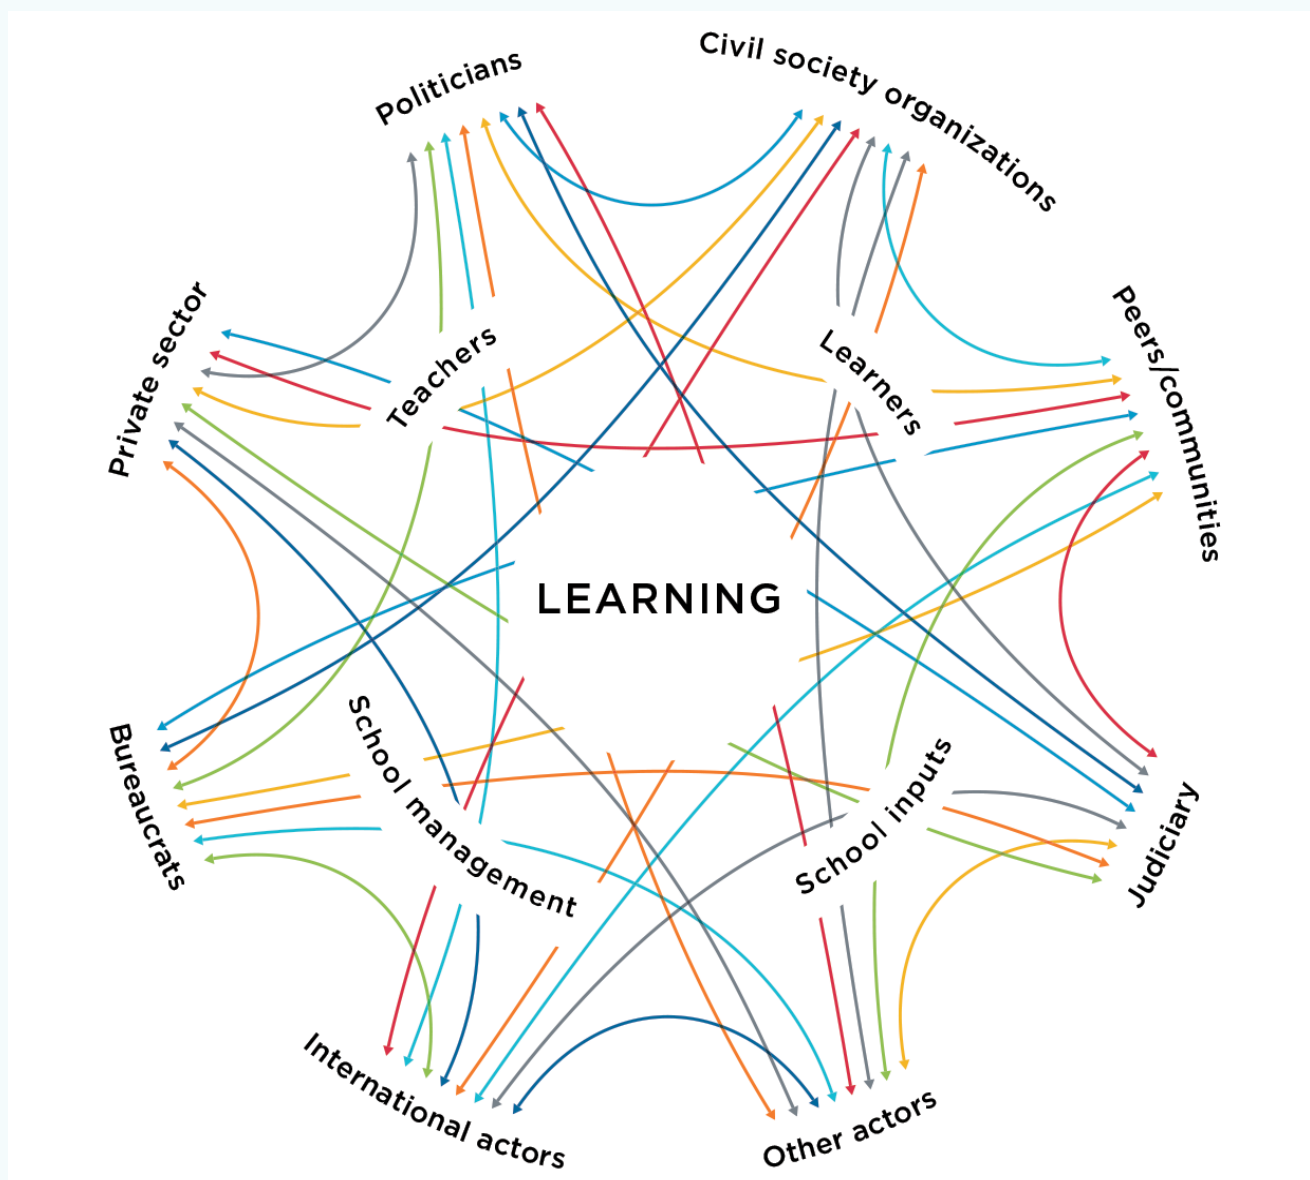 Politicians
Civil society organizations
Private sector
Teachers
Learners
Peers/communities
LEARNING
Bureaucrats
School management
School inputs
Judiciary
International actors
Other actors